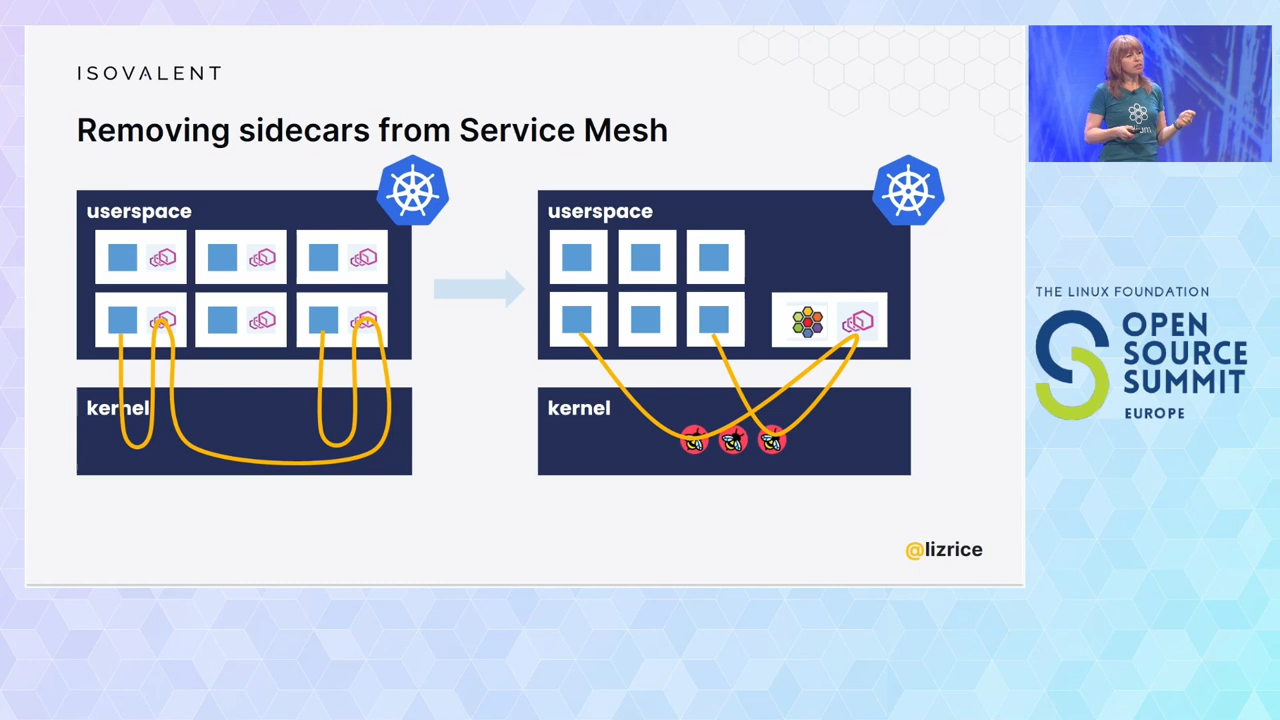 ISOVALENT
Removing sidecars from Service Mesh
userspace
kernel
userspace
kernel
@lizrice
THE LINUX FOUNDATION
OPEN
SOURCE
SUMMIT
EUROPE